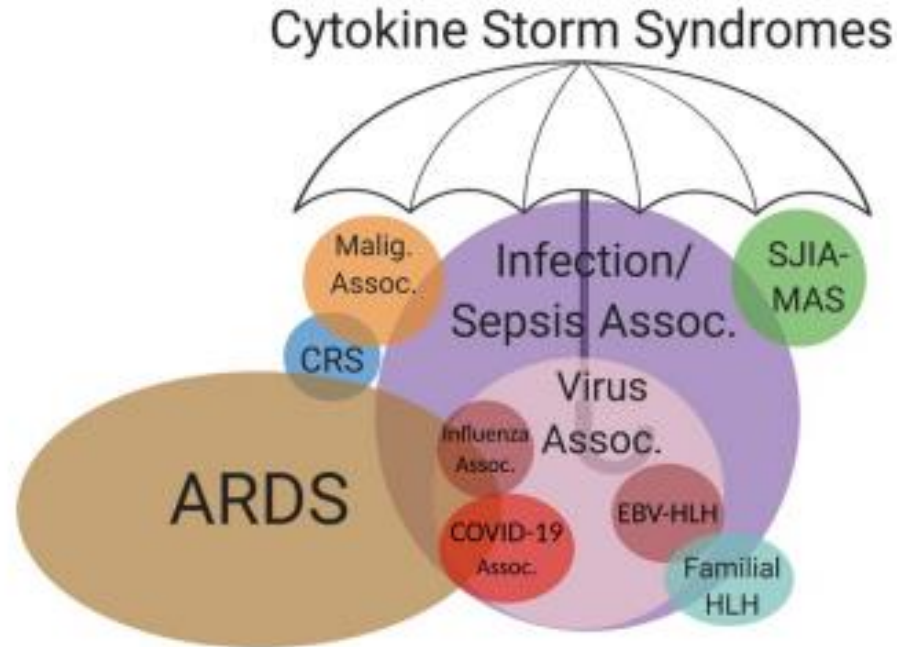 Cytokine Storm Syndromes
Malig.
Assoc.
Infection/
Sepsis Assoc.
SJIA-
MAS
CRS
Virus
Assoc.
Influenza
Assoc.
ARDS
EBV-HLH
COVID-19
Assoc.
Familial
HLH